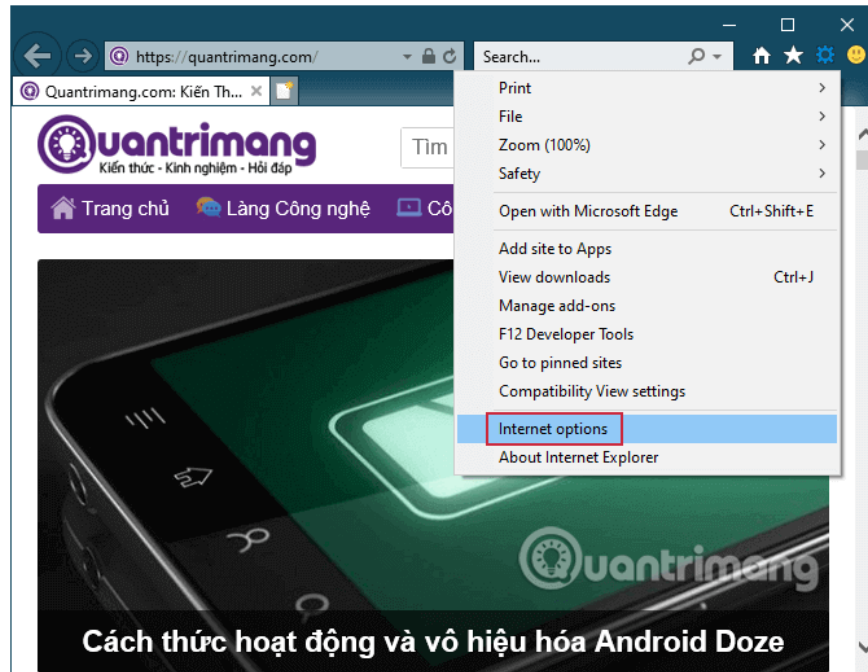 https://quantrimang.com/
Search...
Quantrimang.com: Kiến Th...
Print
File
Zoom (100%)
Safety
Open with Microsoft Edge Ctrl+Shift+E
Add site to Apps
View downloads Ctrl+J
Manage add-ons
F12 Developer Tools
Go to pinned sites
Compatibility View settings
Internet options
About Internet Explorer
Quantrimang
Kiến thức - Kinh nghiệm - Hỏi đáp
Tìm
Trang chủ Làng Công nghệ Cô
Quantrimang
Cách thức hoạt động và vô hiệu hóa Android Doze